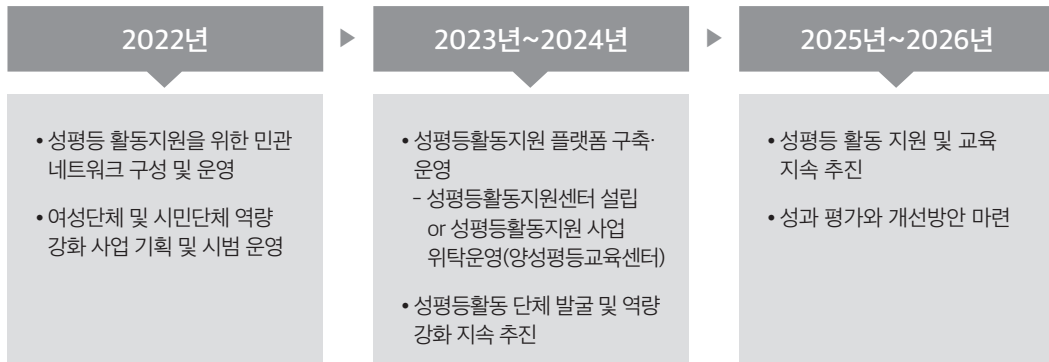 2022년
• 성평등 활동지원을 위한 민관
네트워크 구성 및 운영
• 여성단체 및 시민단체 역량
강화 사업 기획 및 시범 운영
2023년~2024년
• 성평등활동지원 플랫폼 구축·
운영
- 성평등활동지원센터 설립
or 성평등활동지원 사업
위탁운영(양성평등교육센터)
• 성평등활동 단체 발굴 및 역량
강화 지속 추진
2025년~2026년
• 성평등 활동 지원 및 교육
지속 추진
• 성과 평가와 개선방안 마련